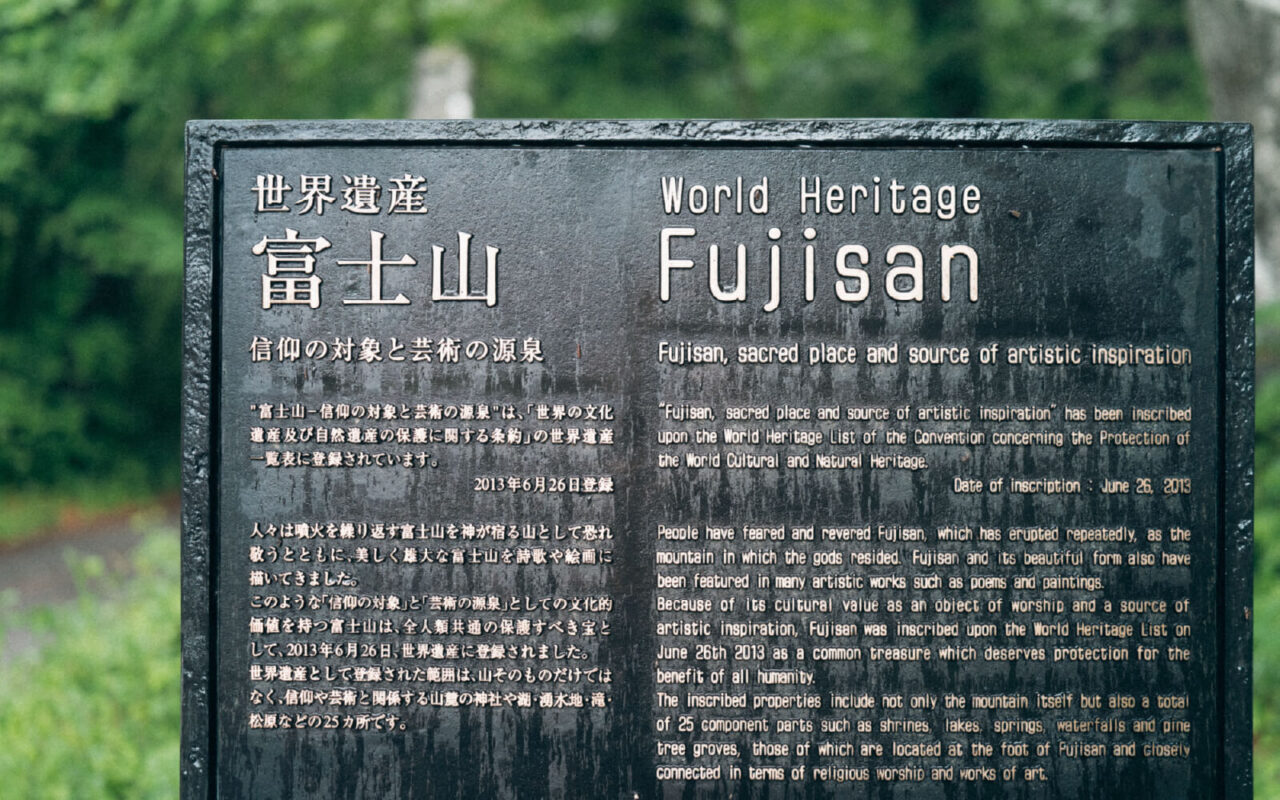 世界遺産
富士山
信仰の対象と芸術の源泉
"富士山–信仰の対象と芸術の源泉"は、「世界の文化
遺産及び自然遺産の保護に関する条約」の世界遺産
一覧表に登録されています。
2013年6月26日登録
人々は噴火を繰り返す富士山を神が宿る山として恐れ
敬うとともに、美しく雄大な富士山を詩歌や絵画に
描いてきました。
このような「信仰の対象」と「芸術の源泉」としての文化的
価値を持つ富士山は、全人類共通の保護すべき宝と
して、2013年6月26日、世界遺産に登録されました。
世界遺産として登録された範囲は、山そのものだけでは
なく、信仰や芸術と関係する山麓の神社や湖・湧水地・滝・
松原などの25カ所です。
World Heritage
Fujisan
Fujisan, sacred place and source of artistic inspiration
"Fujisan, sacred place and source of artistic inspiration" has been inscribed
upon the World Heritage List of the Convention concerning the Protection of
the World Cultural and Natural Heritage.
Date of inscription : June 26, 2013
People have feared and revered Fujisan, which has erupted repeatedly, as the
mountain in which the gods resided. Fujisan and its beautiful form also have
been featured in many artistic works such as poems and paintings.
Because of its cultural value as an object of worship and a source of
artistic inspiration, Fujisan was inscribed upon the World Heritage List on
June 26th 2013 as a common treasure which deserves protection for the
benefit of all humanity.
The inscribed properties include not only the mountain itself but also a total
of 25 component parts such as shrines, lakes, springs, waterfalls and pine
tree groves, those of which are located at the foot of Fujisan and closely
connected in terms of religious worship and works of art.